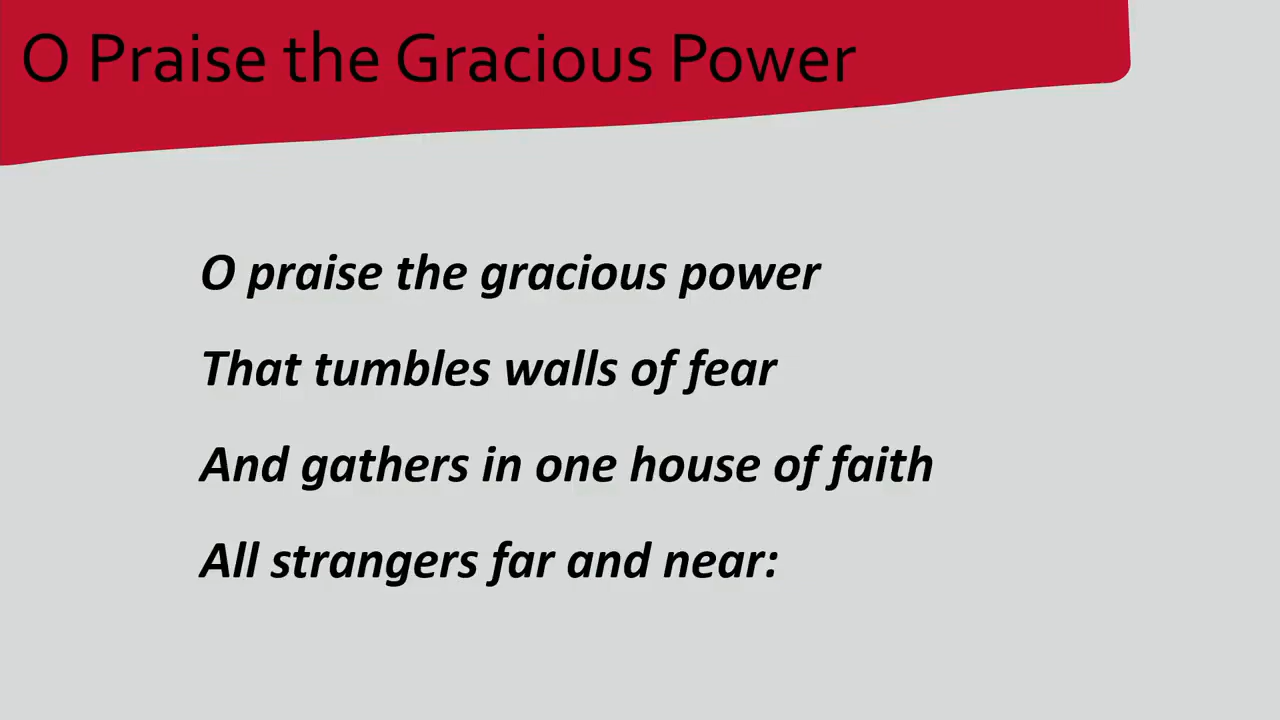 O Praise the Gracious Power
O praise the gracious power
That tumbles walls of fear
And gathers in one house of faith
All strangers far and near: